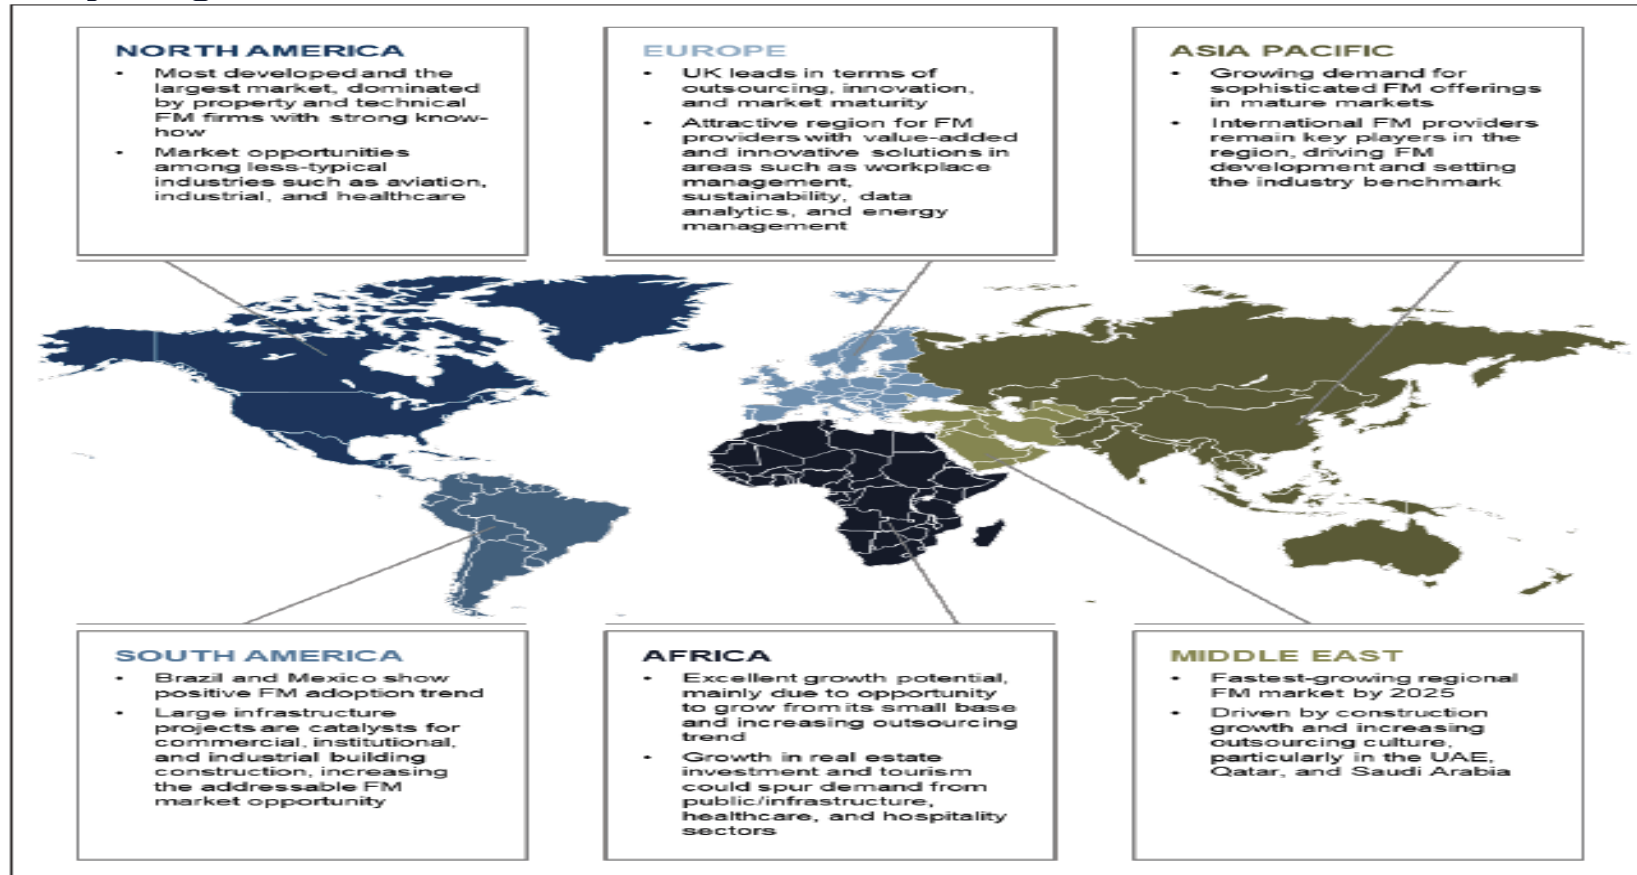 NORTH AMERICA
• Most developed and the
largest market, dominated
by property and technical
FM firms with strong know-
how
• Market opportunities
among less-typical
industries such as aviation,
industrial, and healthcare
EUROPE
• UK leads in terms of
outsourcing, innovation,
and market maturity
• Attractive region for FM
providers with value-added
and innovative solutions in
areas such as workplace
management,
sustainability, data
analytics, and energy
management
ASIA PACIFIC
• Growing demand for
sophisticated FM offerings
in mature markets
• International FM providers
remain key players in the
region, driving FM
development and setting
the industry benchmark
SOUTH AMERICA
• Brazil and Mexico show
positive FM adoption trend
• Large infrastructure
projects are catalysts for
commercial, institutional,
and industrial building
construction, increasing
the addressable FM
market opportunity
AFRICA
• Excellent growth potential,
mainly due to opportunity
to grow from its small base
and increasing outsourcing
trend
• Growth in real estate
investment and tourism
could spur demand from
public/infrastructure,
healthcare, and hospitality
sectors
MIDDLE EAST
• Fastest-growing regional
FM market by 2025
• Driven by construction
growth and increasing
outsourcing culture,
particularly in the UAE,
Qatar, and Saudi Arabia